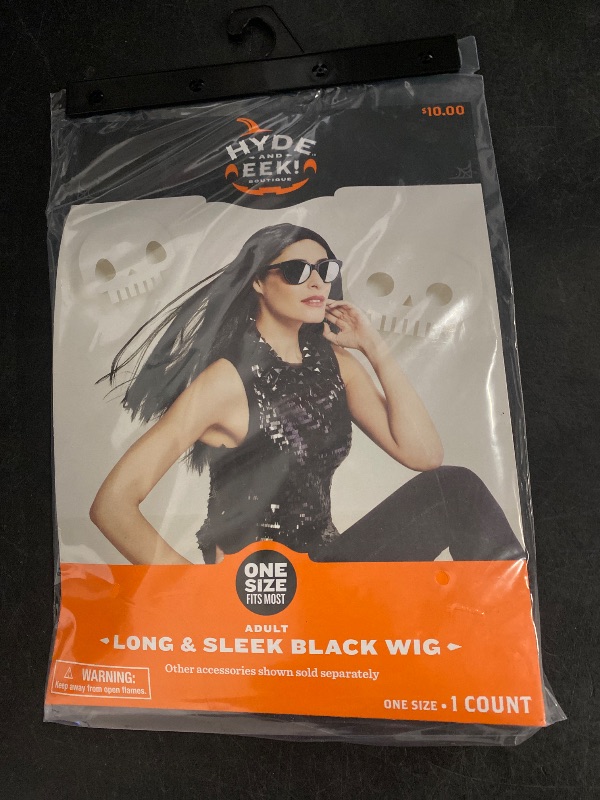 $10.00
HYDE
AND
EEK!
BOUTIQUE
ONE
SIZE
FITS MOST
ADULT
LONG & SLEEK BLACK WIG
Other accessories shown sold separately
WARNING:
Keep away from open flames.
ONE SIZE • 1 COUNT